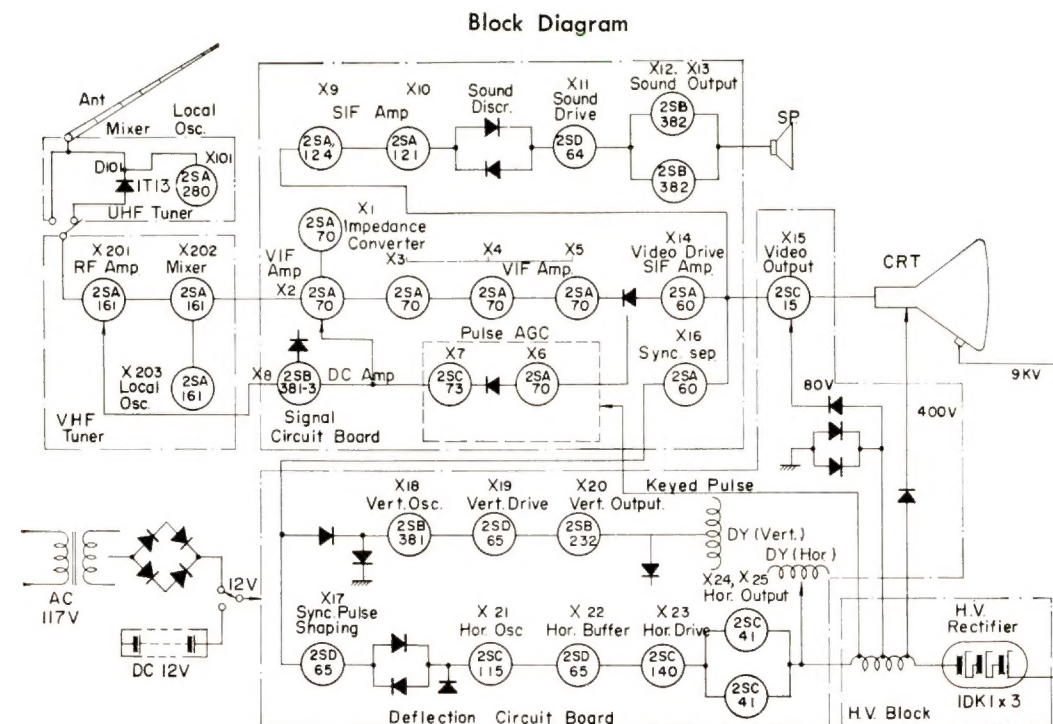 Block Diagram
Ant
Mixer
Local Osc.
D101
1T13
X101
2SA 280
UHF Tuner
X201
RF Amp
2SA 161
X202
Mixer
2SA 161
X203
Local Osc.
2SA 161
VHF Tuner
X9
X10
SIF Amp
2SA 124
2SA 121
Sound Discr.
X11
Sound Drive
2SD 64
X12. X13
Sound Output
2SB 382
2SB 382
SP
X1
Impedance Converter
2SA 70
VIF Amp
X2
2SA 70
X3
X4
X5
VIF Amp.
2SA 70
2SA 70
2SA 70
X14
Video Drive
SIF Amp.
2SA 60
X15
Video Output
2SC 15
CRT
9KV
Pulse AGC
X7
2SC 73
X6
2SA 70
X8
2SB 381-3
DC Amp
X16
Sync. sep
2SA 60
Signal Circuit Board
80V
400V
Keyed Pulse
X18
Vert. Osc.
2SB 381
X19
Vert. Drive
2SD 65
X20
Vert. Output.
2SB 232
DY (Vert.)
DY (Hor)
AC 117V
12V
DC 12V
X17
Sync. Pulse Shaping
2SD 65
X 21
Hor. Osc
2SC 115
X 22
Hor. Buffer
2SD 65
X 23
Hor. Drive
2SC 140
X24, X25
Hor. Output
2SC 41
2SC 41
Deflection Circuit Board
H.V. Rectifier
1DK1 x 3
H.V. Block